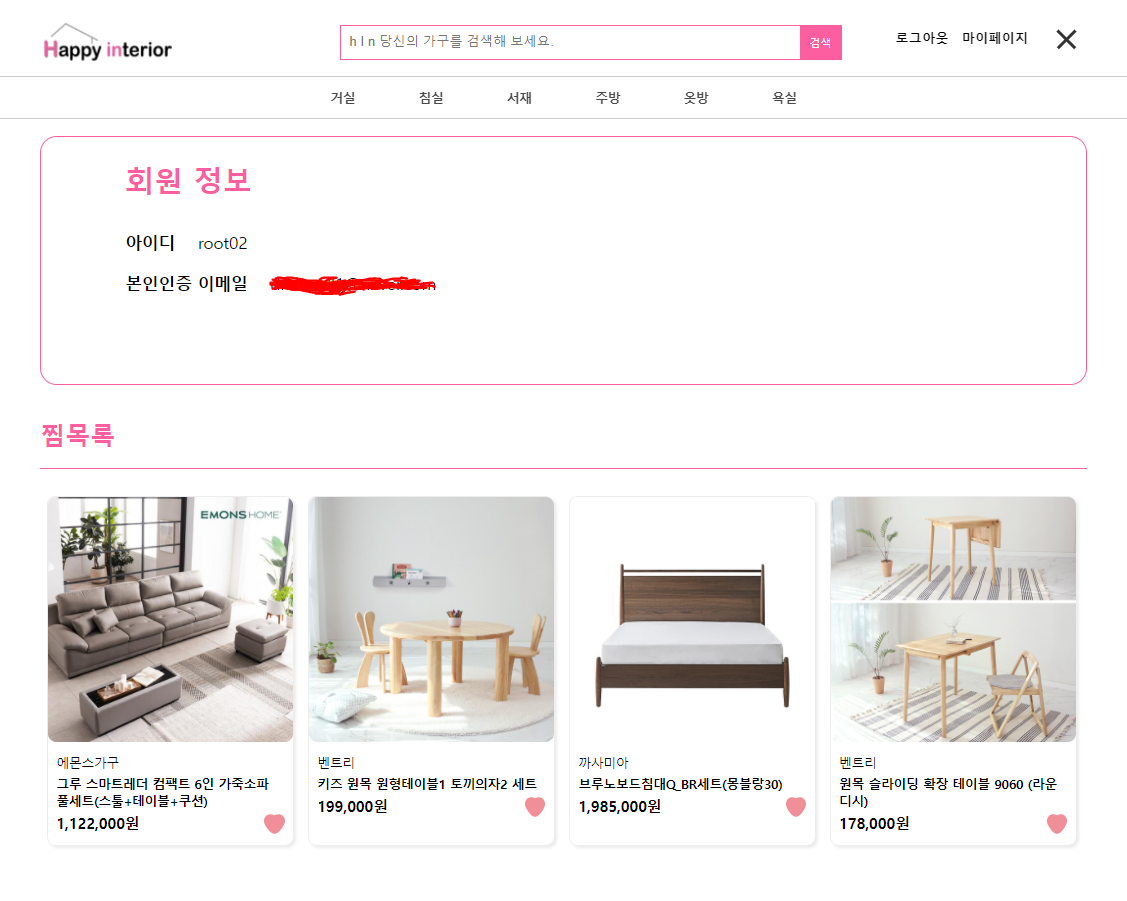 Happy interior
h I n 당신의 가구를 검색해 보세요.
검색
로그아웃 마이페이지
거실 침실 서재 주방 옷방 욕실
회원 정보
아이디 root02
본인인증 이메일
찜목록
EMONSHOME
에몬스가구
그루 스마트레더 컴팩트 6인 가죽소파
풀세트(스툴+테이블+쿠션)
1,122,000원
벤트리
키즈 원목 원형테이블1 토끼의자2 세트
199,000원
까사미아
브루노보드침대Q_BR세트(몽블랑30)
1,985,000원
벤트리
원목 슬라이딩 확장 테이블 9060 (라운
디시)
178,000원